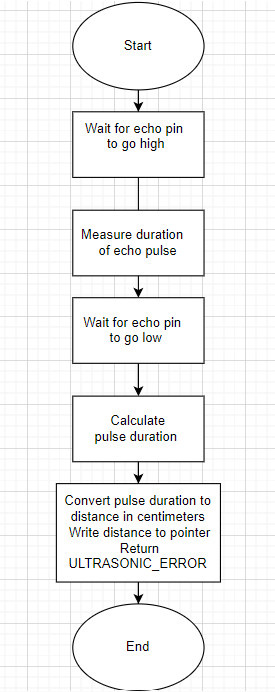 Start
Wait for echo pin
to go high
Measure duration
of echo pulse
Wait for echo pin
to go low
Calculate
pulse duration
Convert pulse duration to
distance in centimeters
Write distance to pointer
Return
ULTRASONIC_ERROR
End